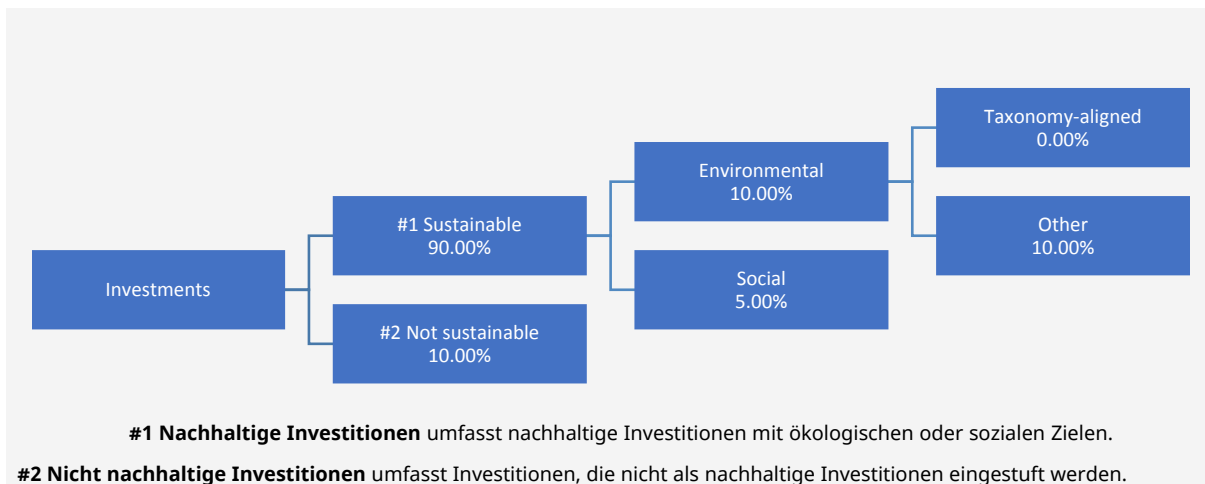 Investments
#1 Sustainable
90.00%
#2 Not sustainable
10.00%
Environmental
10.00%
Social
5.00%
Taxonomy-aligned
0.00%
Other
10.00%
#1 Nachhaltige Investitionen umfasst nachhaltige Investitionen mit ökologischen oder sozialen Zielen.
#2 Nicht nachhaltige Investitionen umfasst Investitionen, die nicht als nachhaltige Investitionen eingestuft werden.